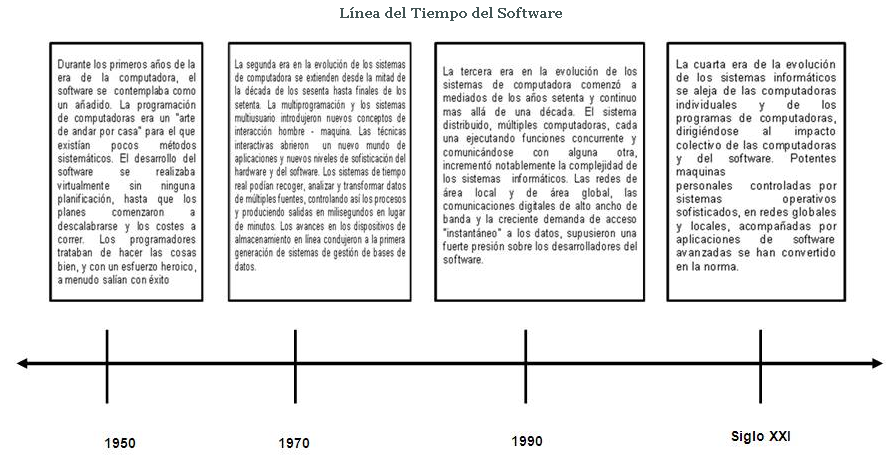 Línea del Tiempo del Software
Durante los primeros años de la
era de la computadora, el
software se contemplaba como
un añadido. La programación
de computadoras era un "arte
de andar por casa" para el que
existían pocos métodos
sistemáticos. El desarrollo del
software se realizaba
virtualmente sin ninguna
planificación, hasta que los
planes comenzaron a
descalabrarse y los costes a
correr. Los programadores
trataban de hacer las cosas
bien, y con un esfuerzo heroico,
a menudo salían con éxito
La segunda era en la evolución de los sistemas
de computadora se extienden desde la mitad de
la década de los sesenta hasta finales de los
setenta. La multiprogramación y los sistemas
multiusuario introdujeron nuevos conceptos de
interacción hombre - maquina. Las técnicas
interactivas abrieron un nuevo mundo de
aplicaciones y nuevos niveles de sofisticación del
hardware y del software. Los sistemas de tiempo
real podían recoger, analizar y transformar datos
de múltiples fuentes, controlando así los procesos
y produciendo salidas en milisegundos en lugar
de minutos. Los avances en los dispositivos de
almacenamiento en línea condujeron a la primera
generación de sistemas de gestión de bases de
datos.
La tercera era en la evolución de los
sistemas de computadora comenzó a
mediados de los años setenta y continuo
mas allá de una década. El sistema
distribuido, múltiples computadoras, cada
una ejecutando funciones concurrente y
comunicándose con alguna otra,
incrementó notablemente la complejidad de
los sistemas informáticos. Las redes de
área local y de área global, las
comunicaciones digitales de alto ancho de
banda y la creciente demanda de acceso
"instantáneo" a los datos, supusieron una
fuerte presión sobre los desarrolladores del
software.
La cuarta era de la evolución
de los sistemas informáticos
se aleja de las computadoras
individuales y de los
programas de computadoras,
dirigiéndose al impacto
colectivo de las computadoras
y del software. Potentes
maquinas
personales controladas por
sistemas operativos
sofisticados, en redes globales
y locales, acompañadas por
aplicaciones de software
avanzadas se han convertido
en la norma.
1950
1970
1990
Siglo XXI